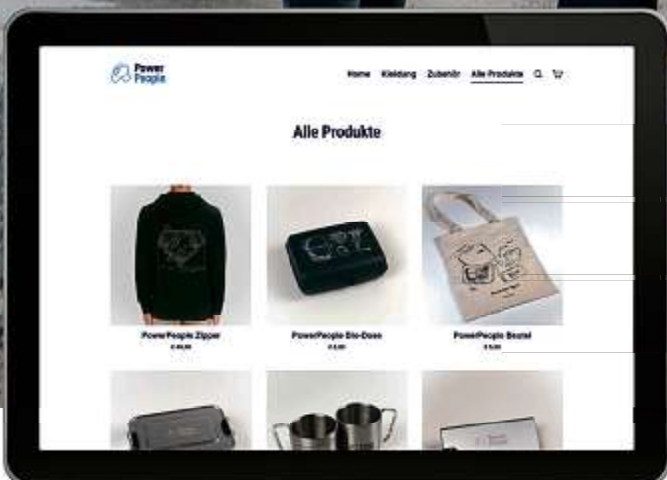 Power
People
Home Kleidung Zubehör Alle Produkte
Alle Produkte
PowerPeople Zipper
PowerPeople Bio-Dose
PowerPeople Beutel